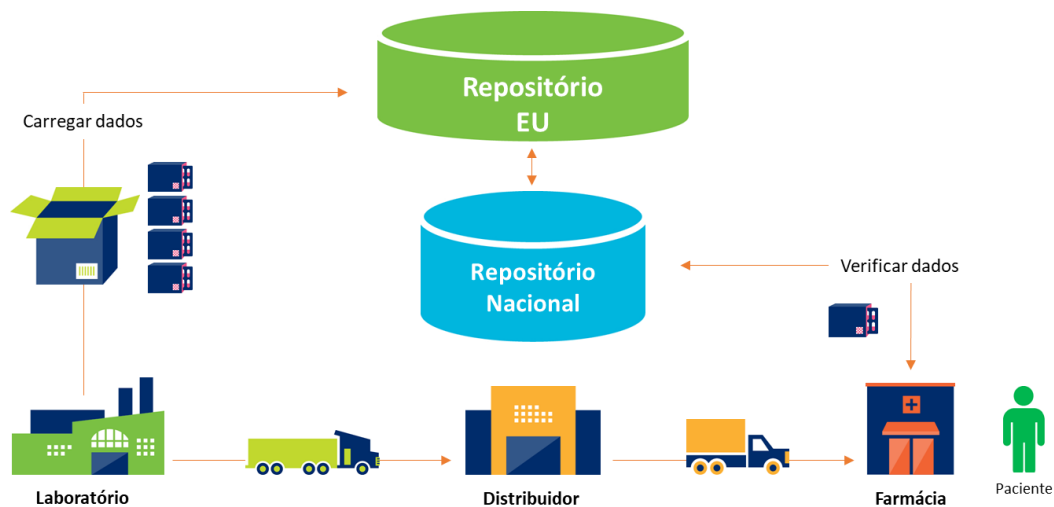 Repositório
EU
Carregar dados
Repositório
Nacional
Verificar dados
Laboratório
Distribuidor
Farmácia
Paciente